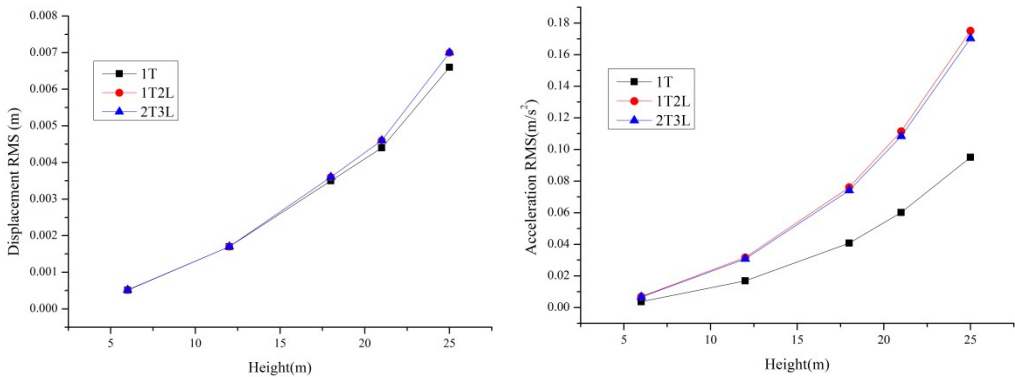 0.008
0.007
0.006
0.005
0.004
0.003
0.002
0.001
0.000
Displacement RMS (m)
1T
1T2L
2T3L
5
10
15
20
25
Height(m)
0.18
0.16
0.14
0.12
0.10
0.08
0.06
0.04
0.02
0.00
Acceleration RMS(m/s²)
1T
1T2L
2T3L
5
10
15
20
25
Height(m)